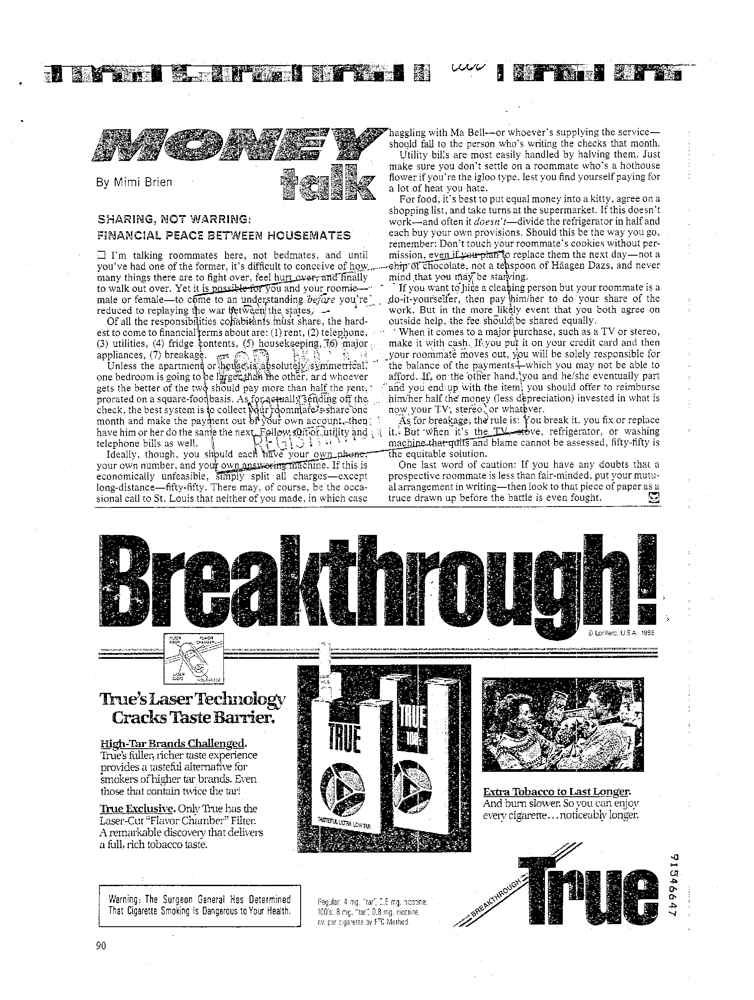 MONEY
talk
By Mimi Brien
SHARING, NOT WARRING:
FINANCIAL PEACE BETWEEN HOUSEMATES
I'm talking roommates here, not bedmates, and until
you've had one of the former, it's difficult to conceive of how
many things there are to fight over, feel hurt over, and finally
to walk out over. Yet it is possible for you and your roomie—
male or female—to come to an understanding before you're
reduced to replaying the war between the states.
Of all the responsibilities cohabitants must share, the hard-
est to come to financial terms about are: (1) rent, (2) telephone,
(3) utilities, (4) fridge contents, (5) housekeeping, (6) major
appliances, (7) breakage.
Unless the apartment or house is absolutely symmetrical,
one bedroom is going to be larger than the other, and whoever
gets the better of the two should pay more than half the rent,
prorated on a square-foot basis. As for actually sending off the
check, the best system is to collect your roommate's share one
month and make the payment out of your own account, then
have him or her do the same the next. Follow suit for utility and
telephone bills as well.
Ideally, though, you should each have your own phone,
your own number, and your own answering machine. If this is
economically unfeasible, simply split all charges—except
long-distance—fifty-fifty. There may, of course, be the occa-
sional call to St. Louis that neither of you made, in which case
haggling with Ma Bell—or whoever's supplying the service—
should fall to the person who's writing the checks that month.
Utility bills are most easily handled by halving them. Just
make sure you don't settle on a roommate who's a hothouse
flower if you're the igloo type, lest you find yourself paying for
a lot of heat you hate.
For food, it's best to put equal money into a kitty, agree on a
shopping list, and take turns at the supermarket. If this doesn't
work—and often it doesn't—divide the refrigerator in half and
each buy your own provisions. Should this be the way you go,
remember: Don't touch your roommate's cookies without per-
mission, even if you plan to replace them the next day—not a
chip of chocolate, not a teaspoon of Häagen Dazs, and never
mind that you may be starving.
If you want to hire a cleaning person but your roommate is a
do-it-yourselfer, then pay him/her to do your share of the
work. But in the more likely event that you both agree on
outside help, the fee should be shared equally.
When it comes to a major purchase, such as a TV or stereo,
make it with cash. If you put it on your credit card and then
your roommate moves out, you will be solely responsible for
the balance of the payments—which you may not be able to
afford. If, on the other hand, you and he/she eventually part
and you end up with the item, you should offer to reimburse
him/her half the money (less depreciation) invested in what is
now your TV, stereo, or whatever.
As for breakage, the rule is: You break it, you fix or replace
it. But when it's the TV, stove, refrigerator, or washing
machine that quits and blame cannot be assessed, fifty-fifty is
the equitable solution.
One last word of caution: If you have any doubts that a
prospective roommate is less than fair-minded, put your mutu-
al arrangement in writing—then look to that piece of paper as a
truce drawn up before the battle is even fought.
Breakthrough!
© Lorillard, U.S.A., 1985
True's Laser Technology
Cracks Taste Barrier.
High-Tar Brands Challenged.
True's fuller, richer taste experience
provides a tasteful alternative for
smokers of higher tar brands. Even
those that contain twice the tar!
True Exclusive. Only True has the
Laser-Cut "Flavor Chamber" Filter.
A remarkable discovery that delivers
a full, rich tobacco taste.
TRUE
TASTEFUL ULTRA LOW TAR
TRUE
100's
Extra Tobacco to Last Longer.
And burn slower. So you can enjoy
every cigarette...noticeably longer.
Warning: The Surgeon General Has Determined
That Cigarette Smoking Is Dangerous to Your Health.
Regular: 4 mg. "tar", 0.5 mg. nicotine;
100's: 8 mg. "tar", 0.8 mg. nicotine,
av. per cigarette by FTC Method.
BREAKTHROUGH
True
91546647
90